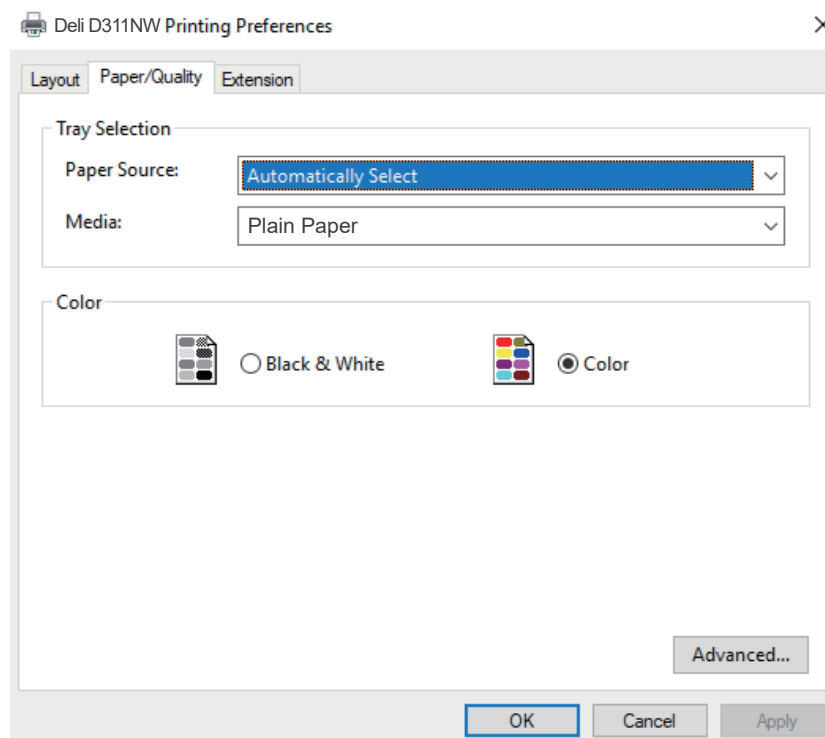 Deli D311NW Printing Preferences
Layout Paper/Quality Extension
Tray Selection
Paper Source: Automatically Select
Media: Plain Paper
Color
Black & White Color
Advanced...
OK Cancel Apply